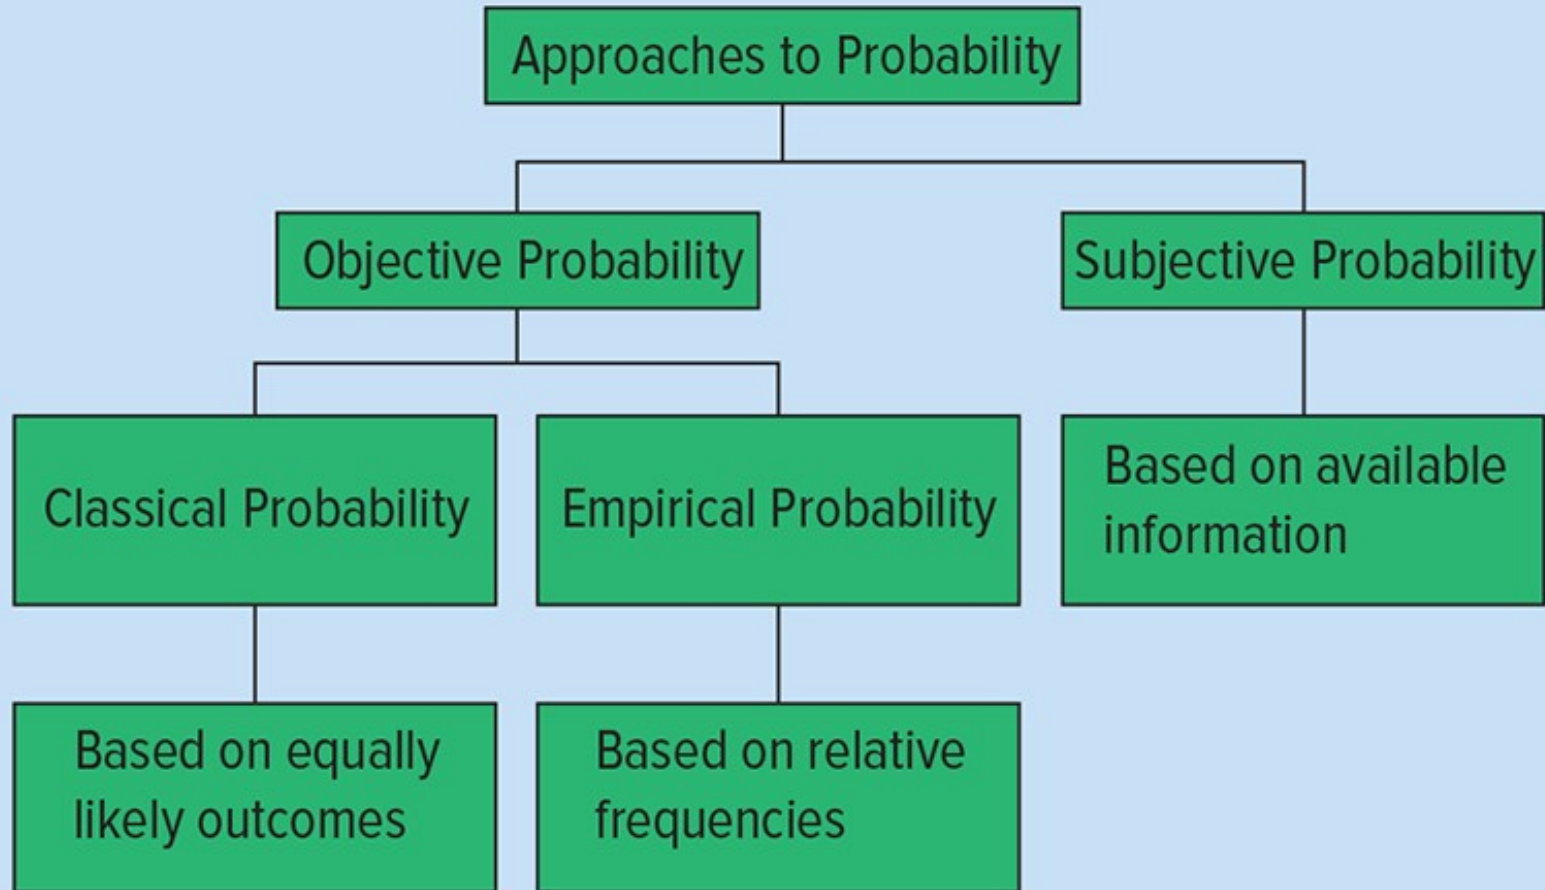 Approaches to Probability
Objective Probability
Subjective Probability
Classical Probability
Empirical Probability
Based on available
information
Based on equally
likely outcomes
Based on relative
frequencies